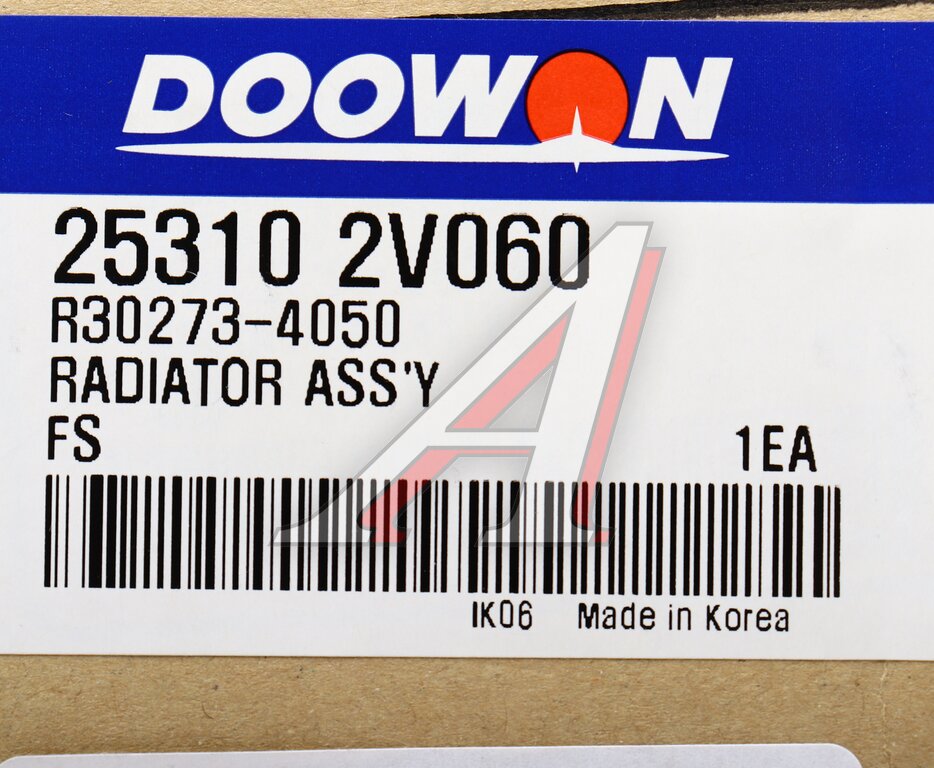 DOOWON
25310 2V060
R30273-4050
RADIATOR ASS'Y
FS
1EA
IK06 Made in Korea
A